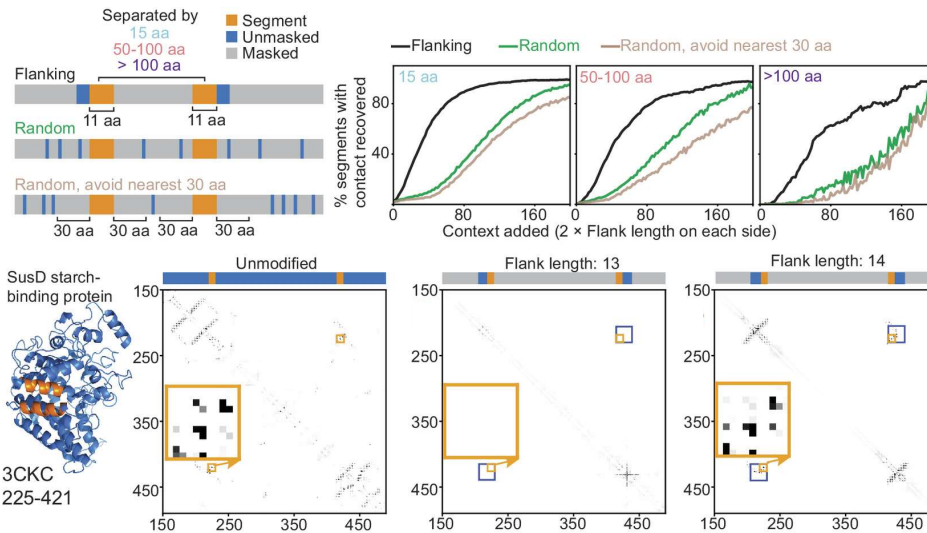 Separated by
15 aa
50-100 aa
> 100 aa
Segment
Unmasked
Masked
Flanking
11 aa
11 aa
Random
Random, avoid nearest 30 aa
30 aa
30 aa
30 aa
30 aa
Flanking
Random
Random, avoid nearest 30 aa
% segments with
contact recovered
80
40
15 aa
50-100 aa
>100 aa
0
80
160
0
80
160
0
80
160
Context added (2 × Flank length on each side)
SusD starch-
binding protein
3CKC
225-421
Unmodified
150
250
350
450
150
250
350
450
Flank length: 13
150
250
350
450
150
250
350
450
Flank length: 14
150
250
350
450
150
250
350
450